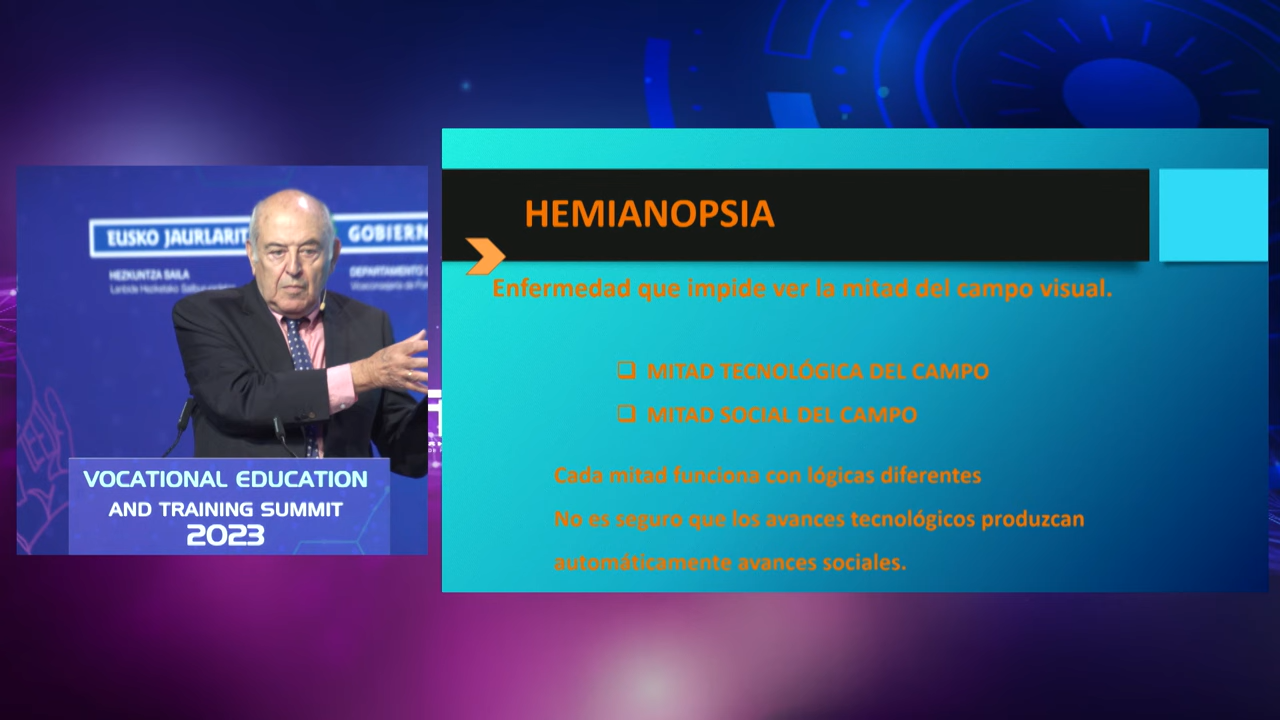 EUSKO JAURLARIT
GOBIERN
HEZKUNTZA SAILA
DEPARTAMENTO
VOCATIONAL EDUCATION
AND TRAINING SUMMIT
2023
HEMIANOPSIA
Enfermedad que impide ver la mitad del campo visual.
❑ MITAD TECNOLÓGICA DEL CAMPO
❑ MITAD SOCIAL DEL CAMPO
Cada mitad funciona con lógicas diferentes
No es seguro que los avances tecnológicos produzcan
automáticamente avances sociales.